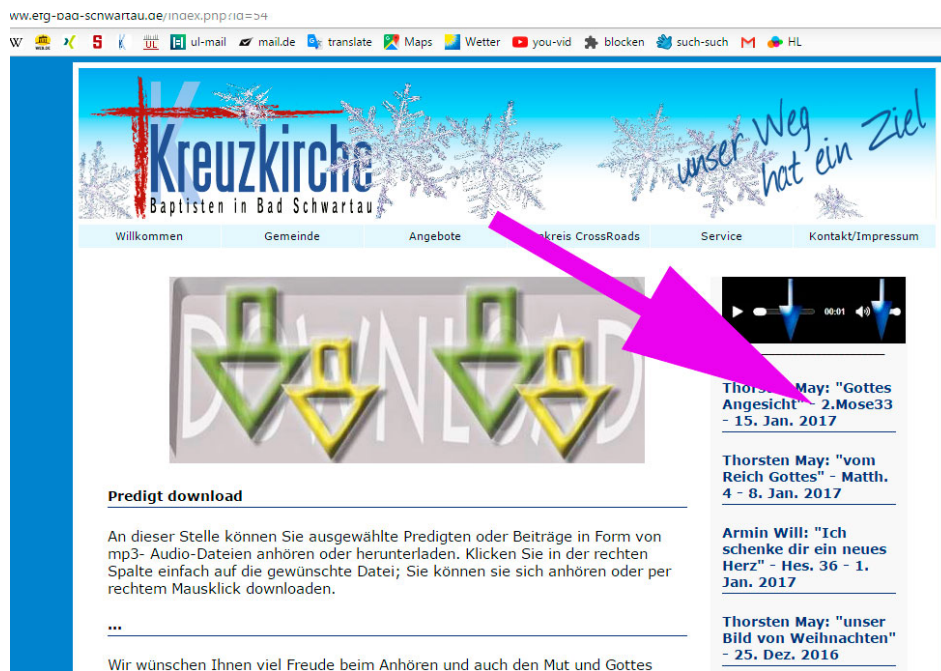 ww.efg-bad-schwartau.de/index.php?id=54
W WEB.DE S UL ul-mail mail.de translate Maps Wetter you-vid blocken such-such M HL
Kreuzkirche
Baptisten in Bad Schwartau
unser Weg
hat ein Ziel
Willkommen Gemeinde Angebote kreis CrossRoads Service Kontakt/Impressum
DOWNLOAD
00:01
Thorsten May: "Gottes
Angesicht" - 2.Mose33
- 15. Jan. 2017
Thorsten May: "vom
Reich Gottes" - Matth.
4 - 8. Jan. 2017
Armin Will: "Ich
schenke dir ein neues
Herz" - Hes. 36 - 1.
Jan. 2017
Thorsten May: "unser
Bild von Weihnachten"
- 25. Dez. 2016
Predigt download
An dieser Stelle können Sie ausgewählte Predigten oder Beiträge in Form von
mp3- Audio-Dateien anhören oder herunterladen. Klicken Sie in der rechten
Spalte einfach auf die gewünschte Datei; Sie können sie sich anhören oder per
rechtem Mausklick downloaden.
...
Wir wünschen Ihnen viel Freude beim Anhören und auch den Mut und Gottes